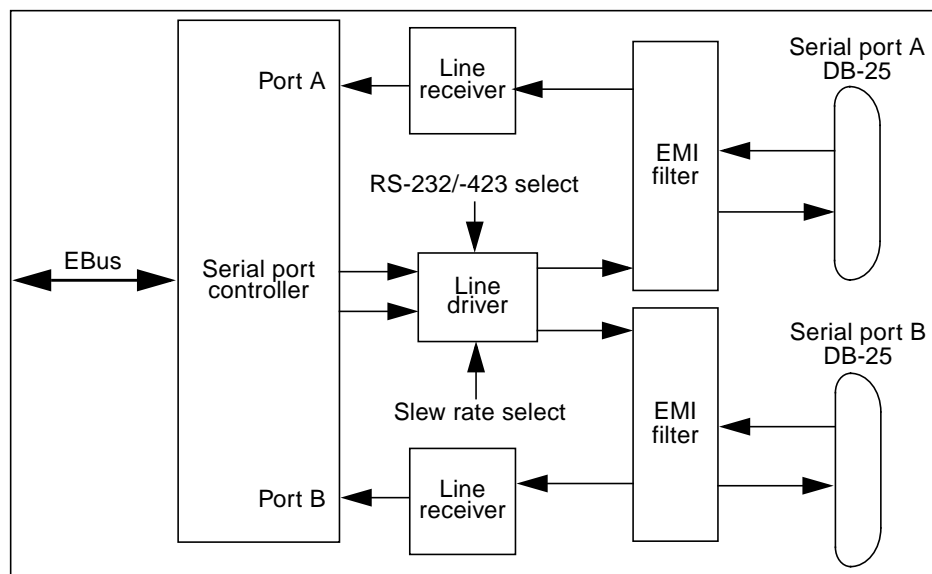 Serial port A
DB-25
Line
receiver
Port A
EMI
filter
RS-232/-423 select
EBus
Serial port
controller
Line
driver
Serial port B
DB-25
Slew rate select
EMI
filter
Port B
Line
receiver